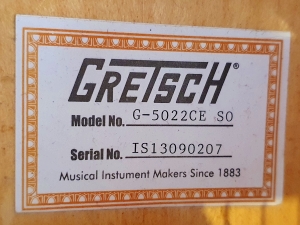 GRETSCH®
Model No. G-5022CE SO
Serial No. IS13090207
Musical Instument Makers Since 1883